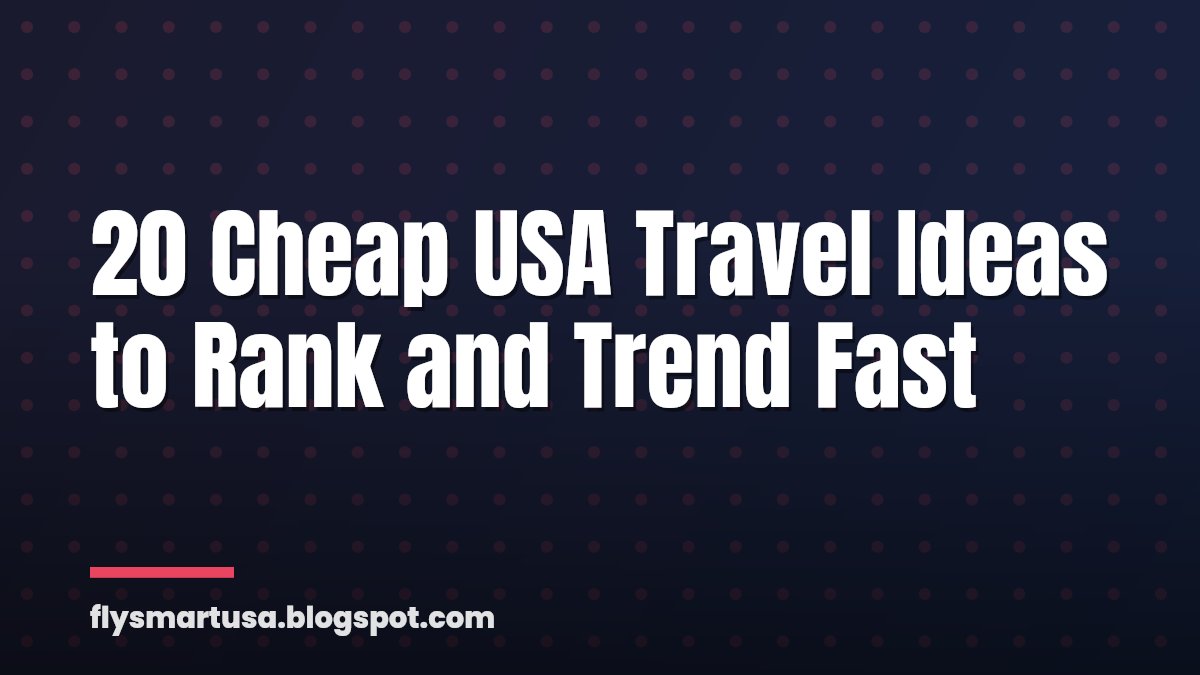 20 Cheap USA Travel Ideas
to Rank and Trend Fast
flysmartusa.blogspot.com